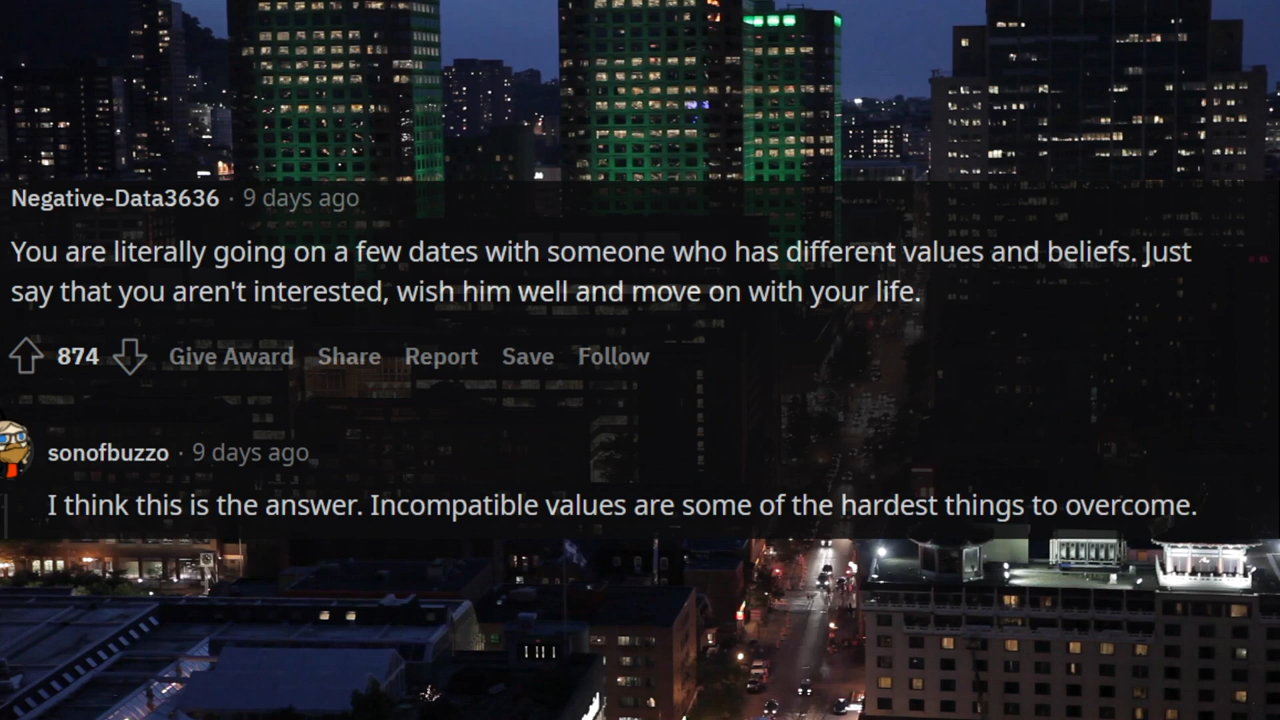 Negative-Data3636 · 9 days ago
You are literally going on a few dates with someone who has different values and beliefs. Just
say that you aren't interested, wish him well and move on with your life.
874 Give Award Share Report Save Follow
sonofbuzzo · 9 days ago
I think this is the answer. Incompatible values are some of the hardest things to overcome.